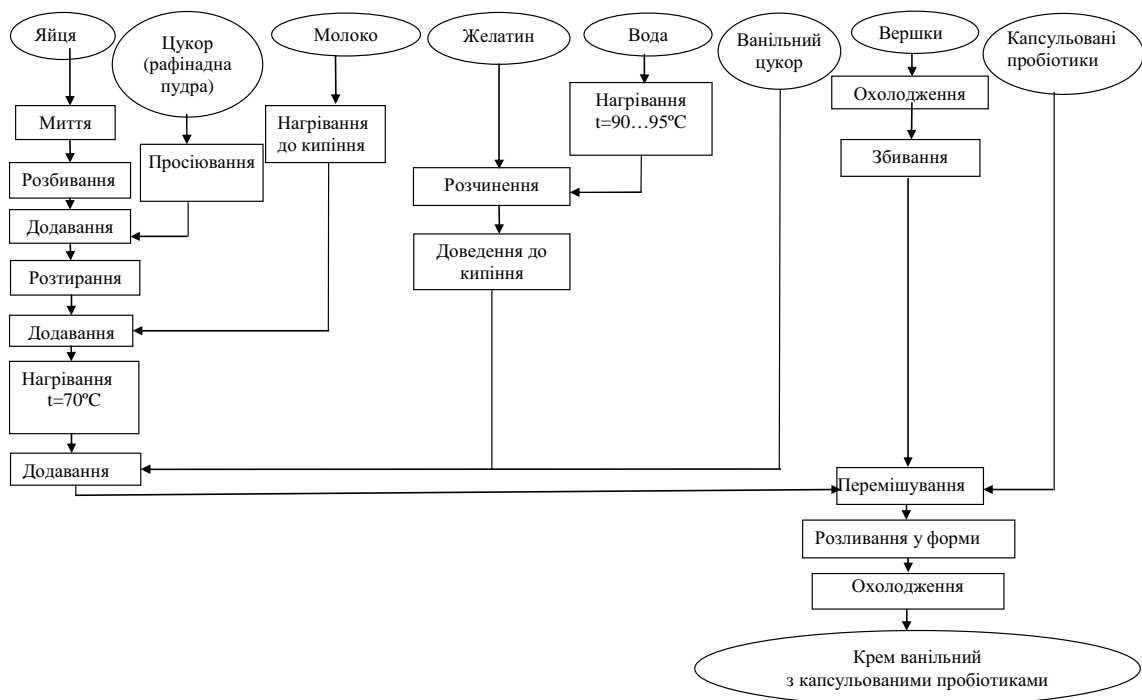 Яйця
Цукор
(рафінадна
пудра)
Молоко
Желатин
Вода
Ванільний
цукор
Вершки
Капсульовані
пробіотики
Миття
Просіювання
Нагрівання
до кипіння
Нагрівання
t=90…95ºC
Охолодження
Збивання
Розбивання
Розчинення
Додавання
Доведення до
кипіння
Розтирання
Додавання
Нагрівання
t=70ºC
Додавання
Перемішування
Розливання у форми
Охолодження
Крем ванільний
з капсульованими пробіотиками